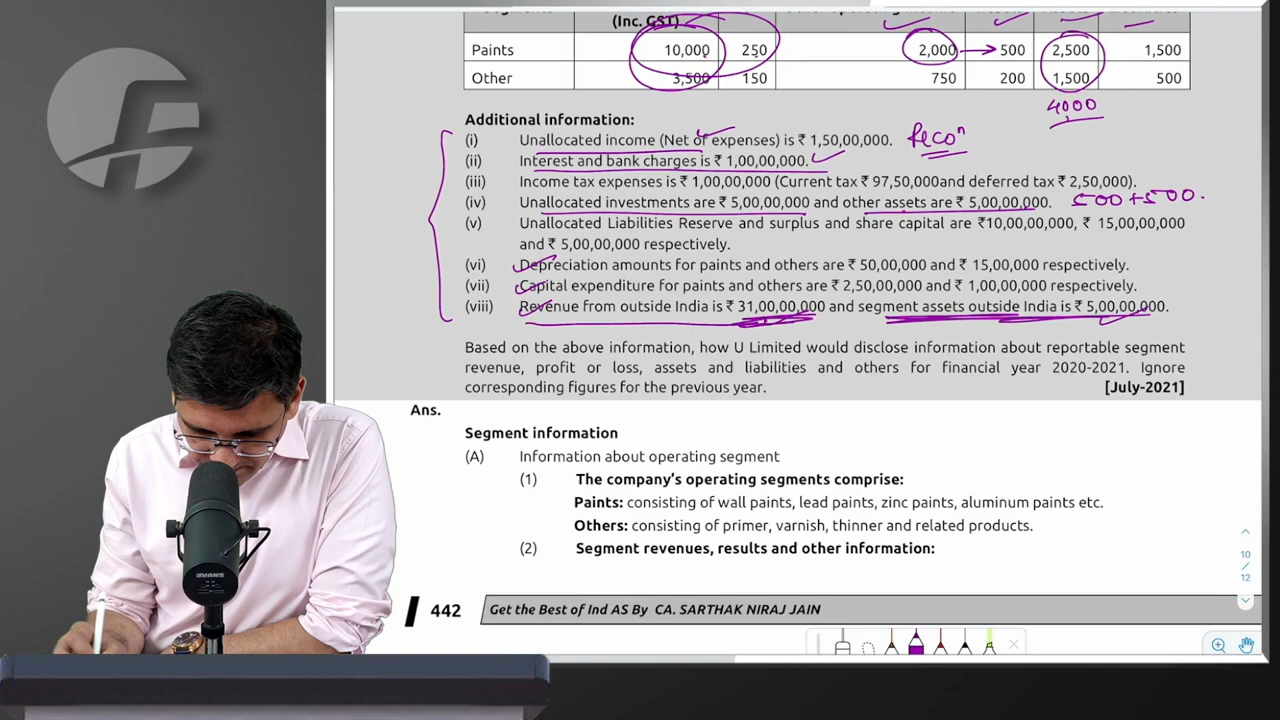 (Inc. GST)
Paints 10,000 250 2,000 500 2,500 1,500
Other 3,500 150 750 200 1,500 500
4000
Additional information:
(i) Unallocated income (Net of expenses) is ₹ 1,50,00,000. Recoⁿ
(ii) Interest and bank charges is ₹ 1,00,00,000.
(iii) Income tax expenses is ₹ 1,00,00,000 (Current tax ₹ 97,50,000and deferred tax ₹ 2,50,000).
(iv) Unallocated investments are ₹ 5,00,00,000 and other assets are ₹ 5,00,00,000. 500+500.
(v) Unallocated Liabilities Reserve and surplus and share capital are ₹10,00,00,000, ₹ 15,00,00,000
and ₹ 5,00,00,000 respectively.
(vi) Depreciation amounts for paints and others are ₹ 50,00,000 and ₹ 15,00,000 respectively.
(vii) Capital expenditure for paints and others are ₹ 2,50,00,000 and ₹ 1,00,00,000 respectively.
(viii) Revenue from outside India is ₹ 31,00,00,000 and segment assets outside India is ₹ 5,00,00,000.
Based on the above information, how U Limited would disclose information about reportable segment
revenue, profit or loss, assets and liabilities and others for financial year 2020-2021. Ignore
corresponding figures for the previous year. [July-2021]
Ans.
Segment information
(A) Information about operating segment
(1) The company's operating segments comprise:
Paints: consisting of wall paints, lead paints, zinc paints, aluminum paints etc.
Others: consisting of primer, varnish, thinner and related products.
(2) Segment revenues, results and other information:
442 Get the Best of Ind AS By CA. SARTHAK NIRAJ JAIN
10
/
12
SHURE